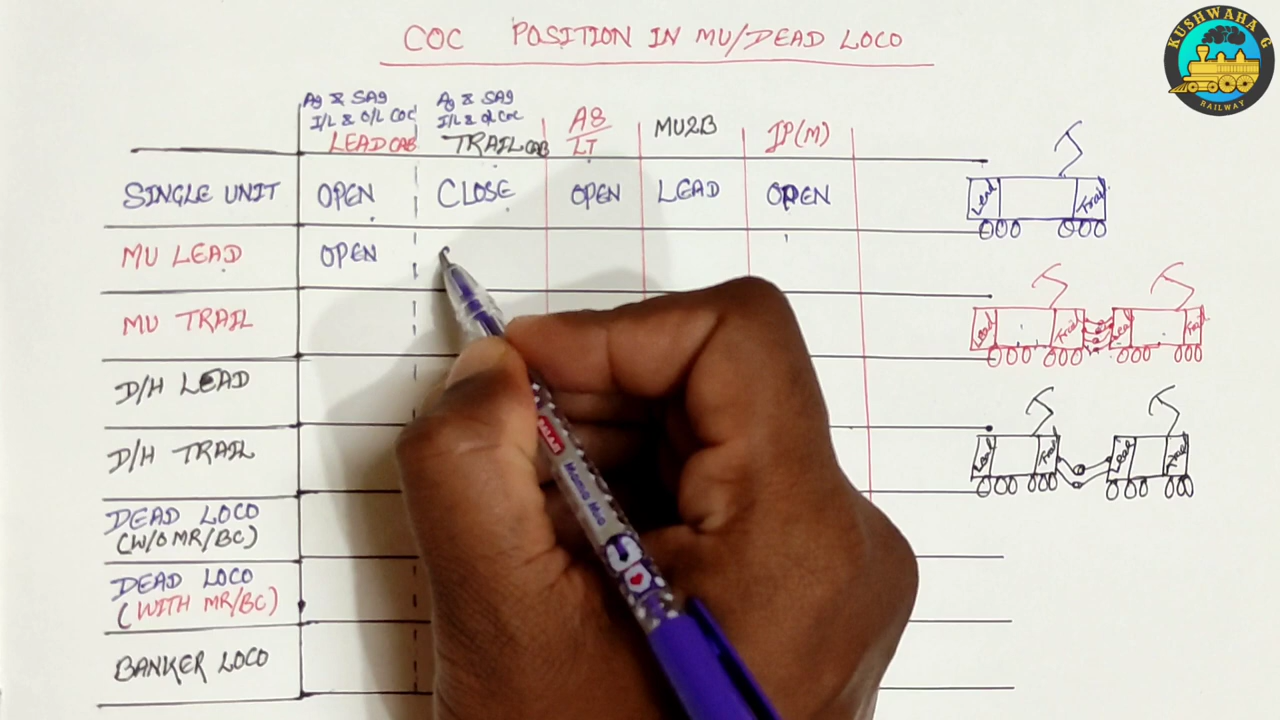 COC POSITION IN MU/DEAD LOCO
KUSHWAHA G
RAILWAY
A9 & SA9
I/L & O/L COC
LEAD CAB
A9 & SA9
I/L & O/L COC
TRAIL CAB
A8
LT
MU2B
IP(M)
SINGLE UNIT OPEN CLOSE OPEN LEAD OPEN
Lead Trail
MU LEAD OPEN
MU TRAIL
Lead Trail Lead Trail
D/H LEAD
D/H TRAIL
Lead Trail Lead Trail
DEAD LOCO
(W/O MR/BC)
DEAD LOCO
(WITH MR/BC)
BANKER LOCO